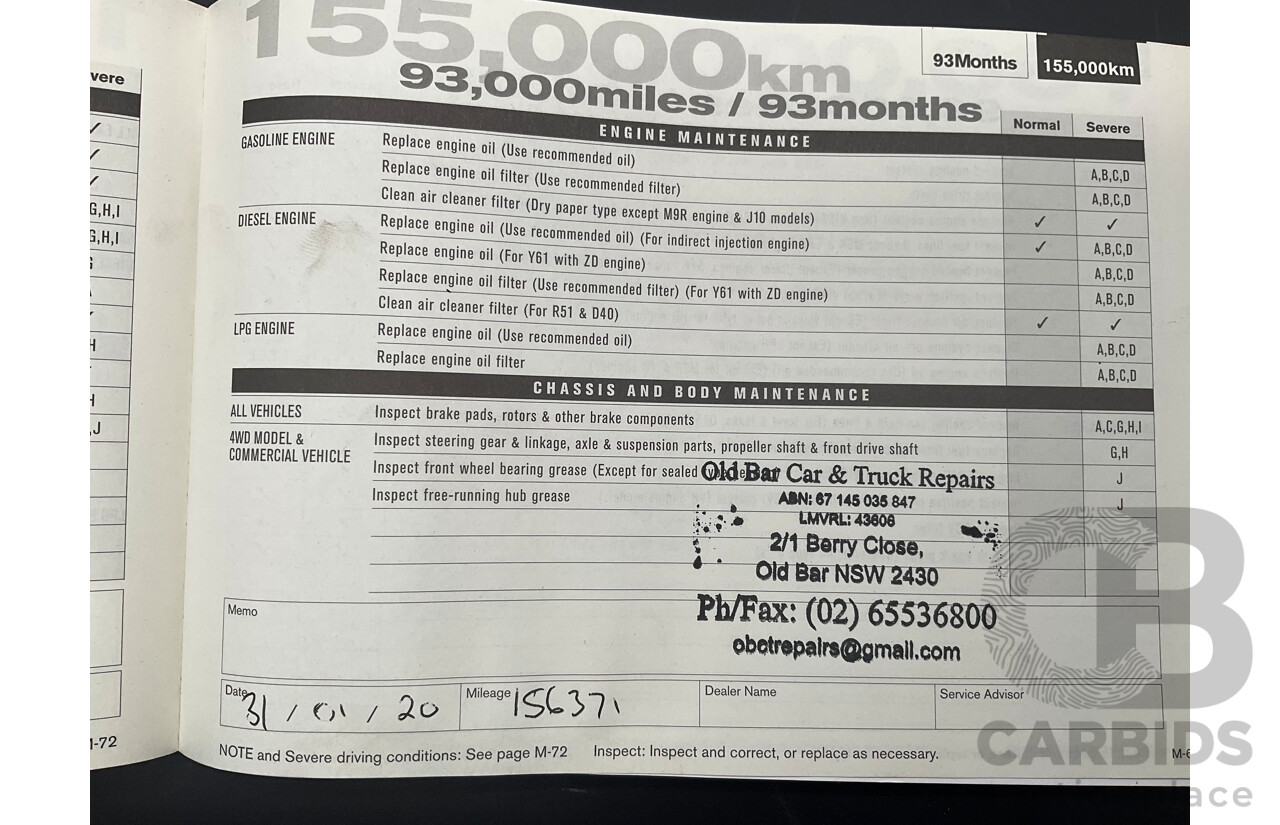 155,000km
93Months
155,000km
93,000miles / 93months
Normal
Severe
ENGINE MAINTENANCE
GASOLINE ENGINE
Replace engine oil (Use recommended oil)
A,B,C,D
Replace engine oil filter (Use recommended filter)
A,B,C,D
Clean air cleaner filter (Dry paper type except M9R engine & J10 models)
✓ ✓
DIESEL ENGINE
Replace engine oil (Use recommended oil) (For indirect injection engine)
✓ A,B,C,D
Replace engine oil (For Y61 with ZD engine)
A,B,C,D
Replace engine oil filter (Use recommended filter) (For Y61 with ZD engine)
A,B,C,D
Clean air cleaner filter (For R51 & D40)
✓ ✓
LPG ENGINE
Replace engine oil (Use recommended oil)
A,B,C,D
Replace engine oil filter
A,B,C,D
CHASSIS AND BODY MAINTENANCE
ALL VEHICLES
Inspect brake pads, rotors & other brake components
A,C,G,H,I
4WD MODEL &
COMMERCIAL VEHICLE
Inspect steering gear & linkage, axle & suspension parts, propeller shaft & front drive shaft
G,H
Inspect front wheel bearing grease (Except for sealed
J
Inspect free-running hub grease
J
Old Bar Car & Truck Repairs
ABN: 67 145 035 847
LMVRL: 43606
2/1 Berry Close,
Old Bar NSW 2430
Ph/Fax: (02) 65536800
obctrepairs@gmail.com
Memo
Date 31 / 01 / 20
Mileage 156371
Dealer Name
Service Advisor
NOTE and Severe driving conditions: See page M-72 Inspect: Inspect and correct, or replace as necessary.
vere
G,H,I
G,H,I
H
H
,J
-72
CB
CARBIDS